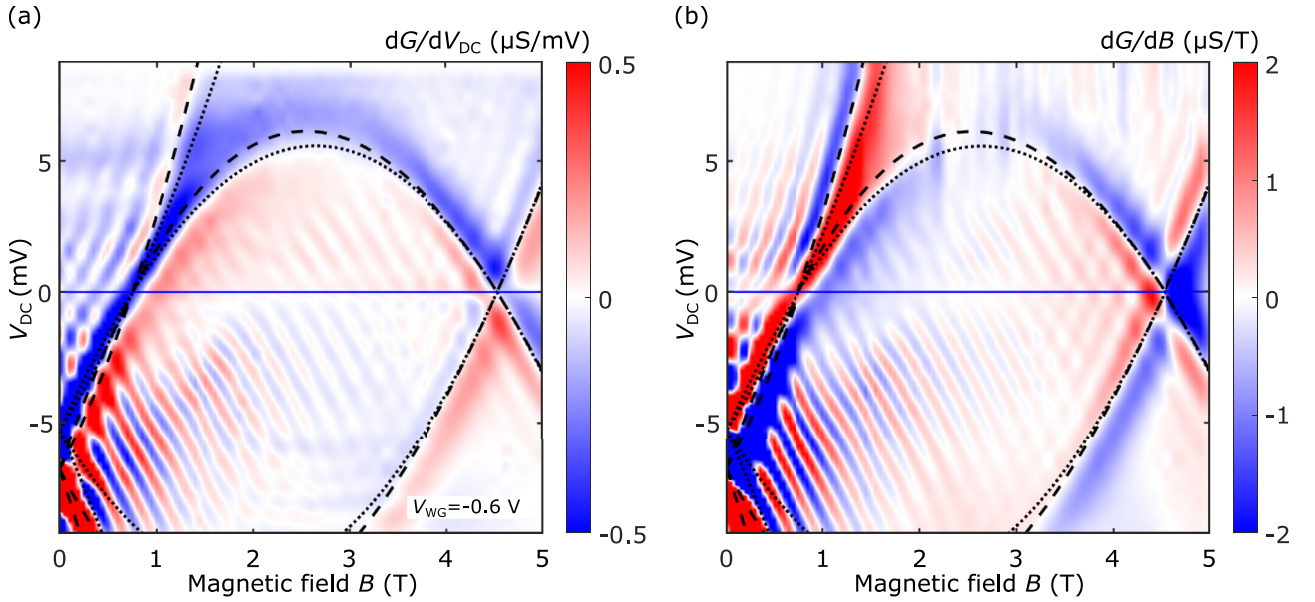 (a)
dG/dV_DC (µS/mV)
0.5
0
-0.5
5
0
-5
V_DC (mV)
V_WG=-0.6 V
0 1 2 3 4 5
Magnetic field B (T)
(b)
dG/dB (µS/T)
2
1
0
-1
-2
5
0
-5
V_DC (mV)
0 1 2 3 4 5
Magnetic field B (T)